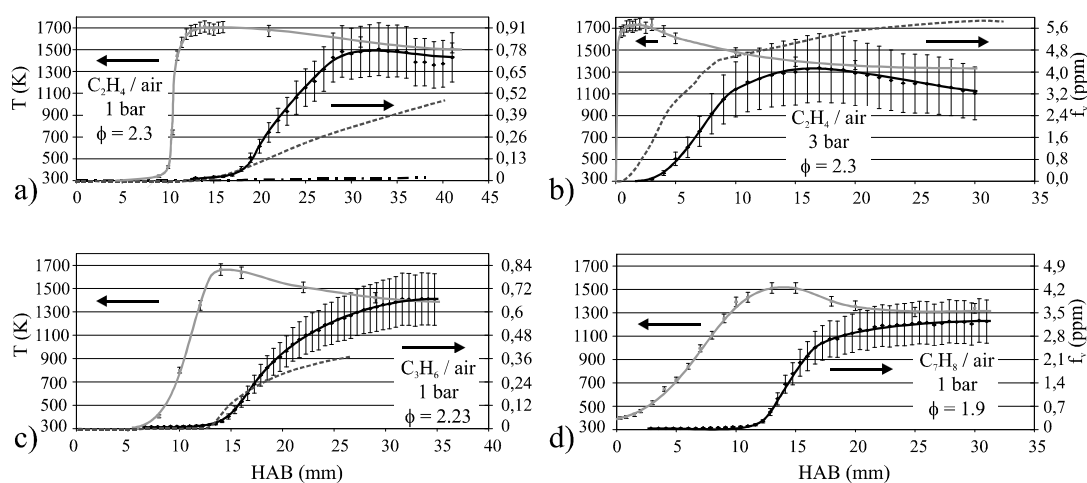 1700
1500
1300
1100
900
700
500
300
T (K)
0,91
0,78
0,65
0,52
0,39
0,26
0,13
0
C2H4 / air
1 bar
ϕ = 2.3
a)
0 5 10 15 20 25 30 35 40 45
1700
1500
1300
1100
900
700
500
300
5,6
4,8
4,0
3,2
2,4
1,6
0,8
0,0
fv (ppm)
C2H4 / air
3 bar
ϕ = 2.3
b)
0 5 10 15 20 25 30 35
1700
1500
1300
1100
900
700
500
300
T (K)
0,84
0,72
0,6
0,48
0,36
0,24
0,12
0
C3H6 / air
1 bar
ϕ = 2.23
c)
0 5 10 15 20 25 30 35 40
HAB (mm)
1700
1500
1300
1100
900
700
500
300
4,9
4,2
3,5
2,8
2,1
1,4
0,7
0
fv (ppm)
C7H8 / air
1 bar
ϕ = 1.9
d)
0 5 10 15 20 25 30 35
HAB (mm)